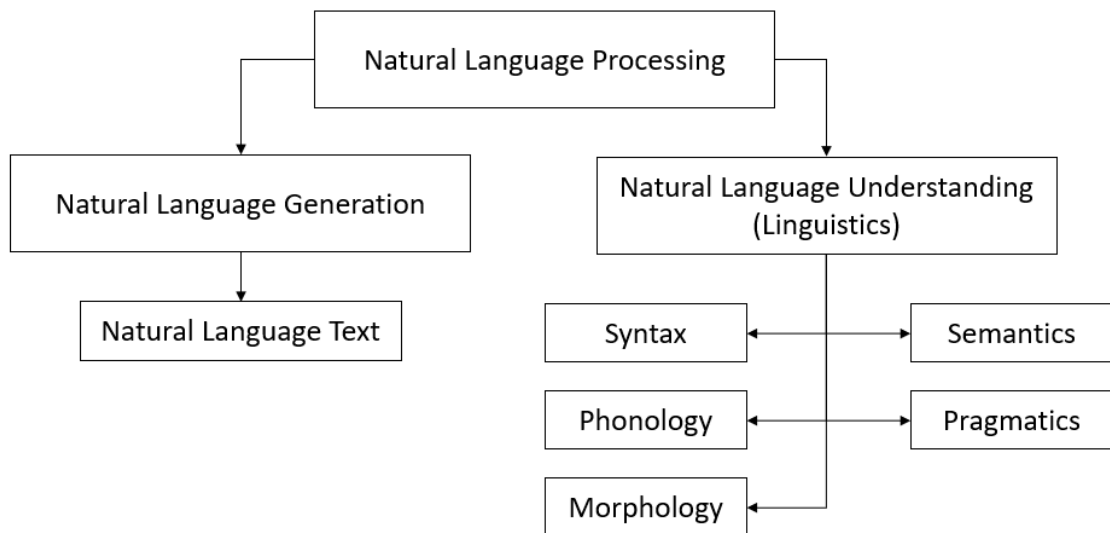 Natural Language Processing
Natural Language Generation
Natural Language Understanding
(Linguistics)
Natural Language Text
Syntax
Semantics
Phonology
Pragmatics
Morphology